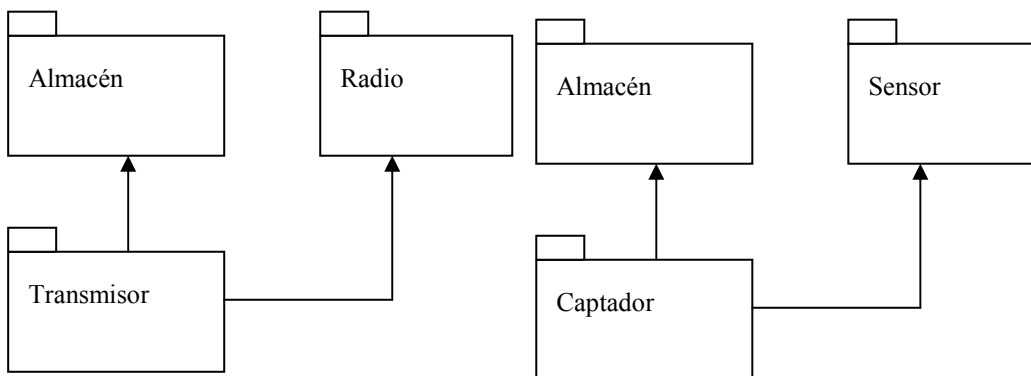 Almacén
Radio
Almacén
Sensor
Transmisor
Captador